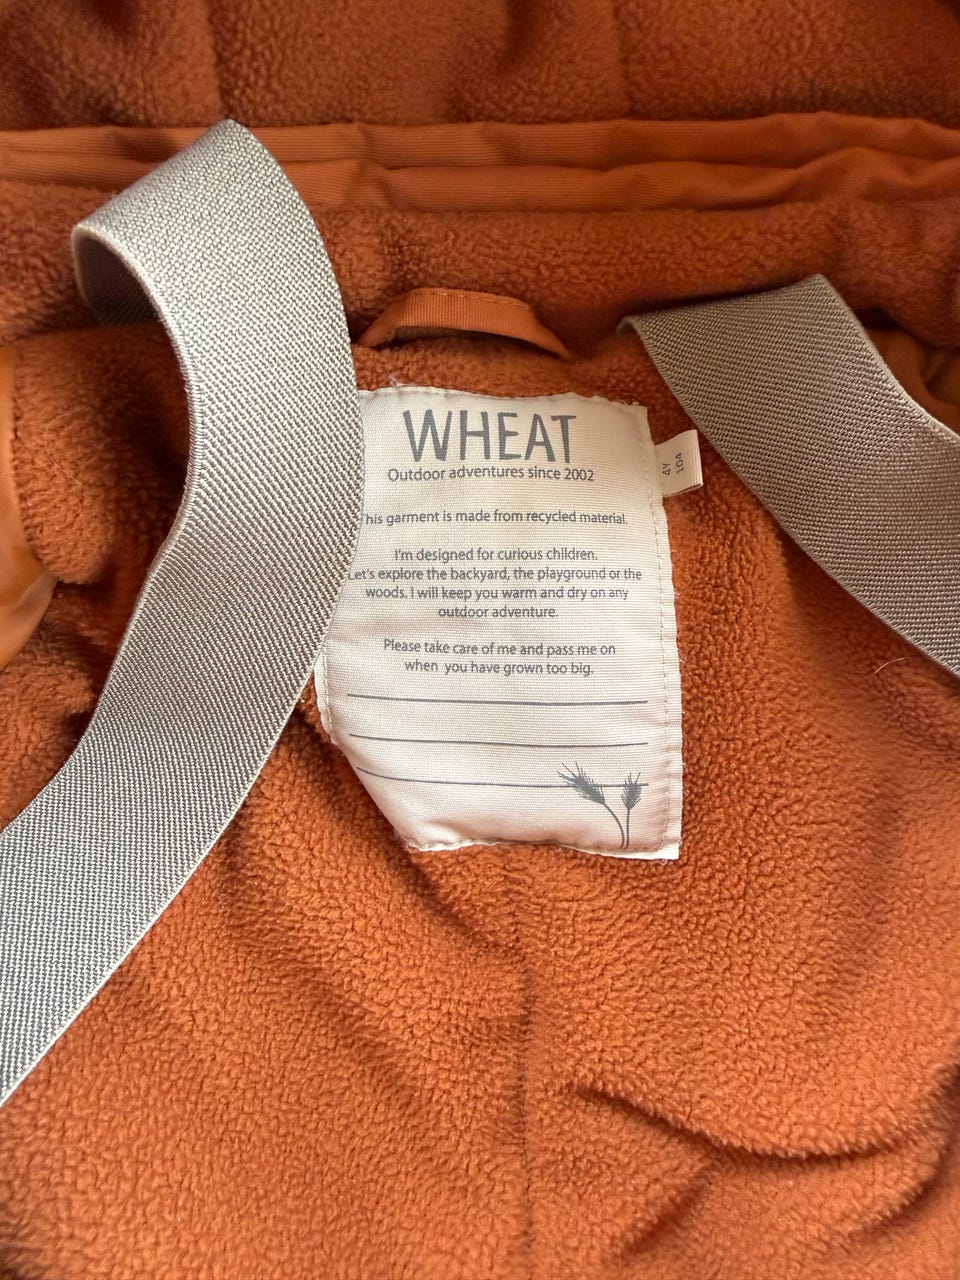 WHEAT
Outdoor adventures since 2002
his garment is made from recycled material.
I'm designed for curious children.
Let's explore the backyard, the playground or the
woods. I will keep you warm and dry on any
outdoor adventure.
Please take care of me and pass me on
when you have grown too big.
4Y
104